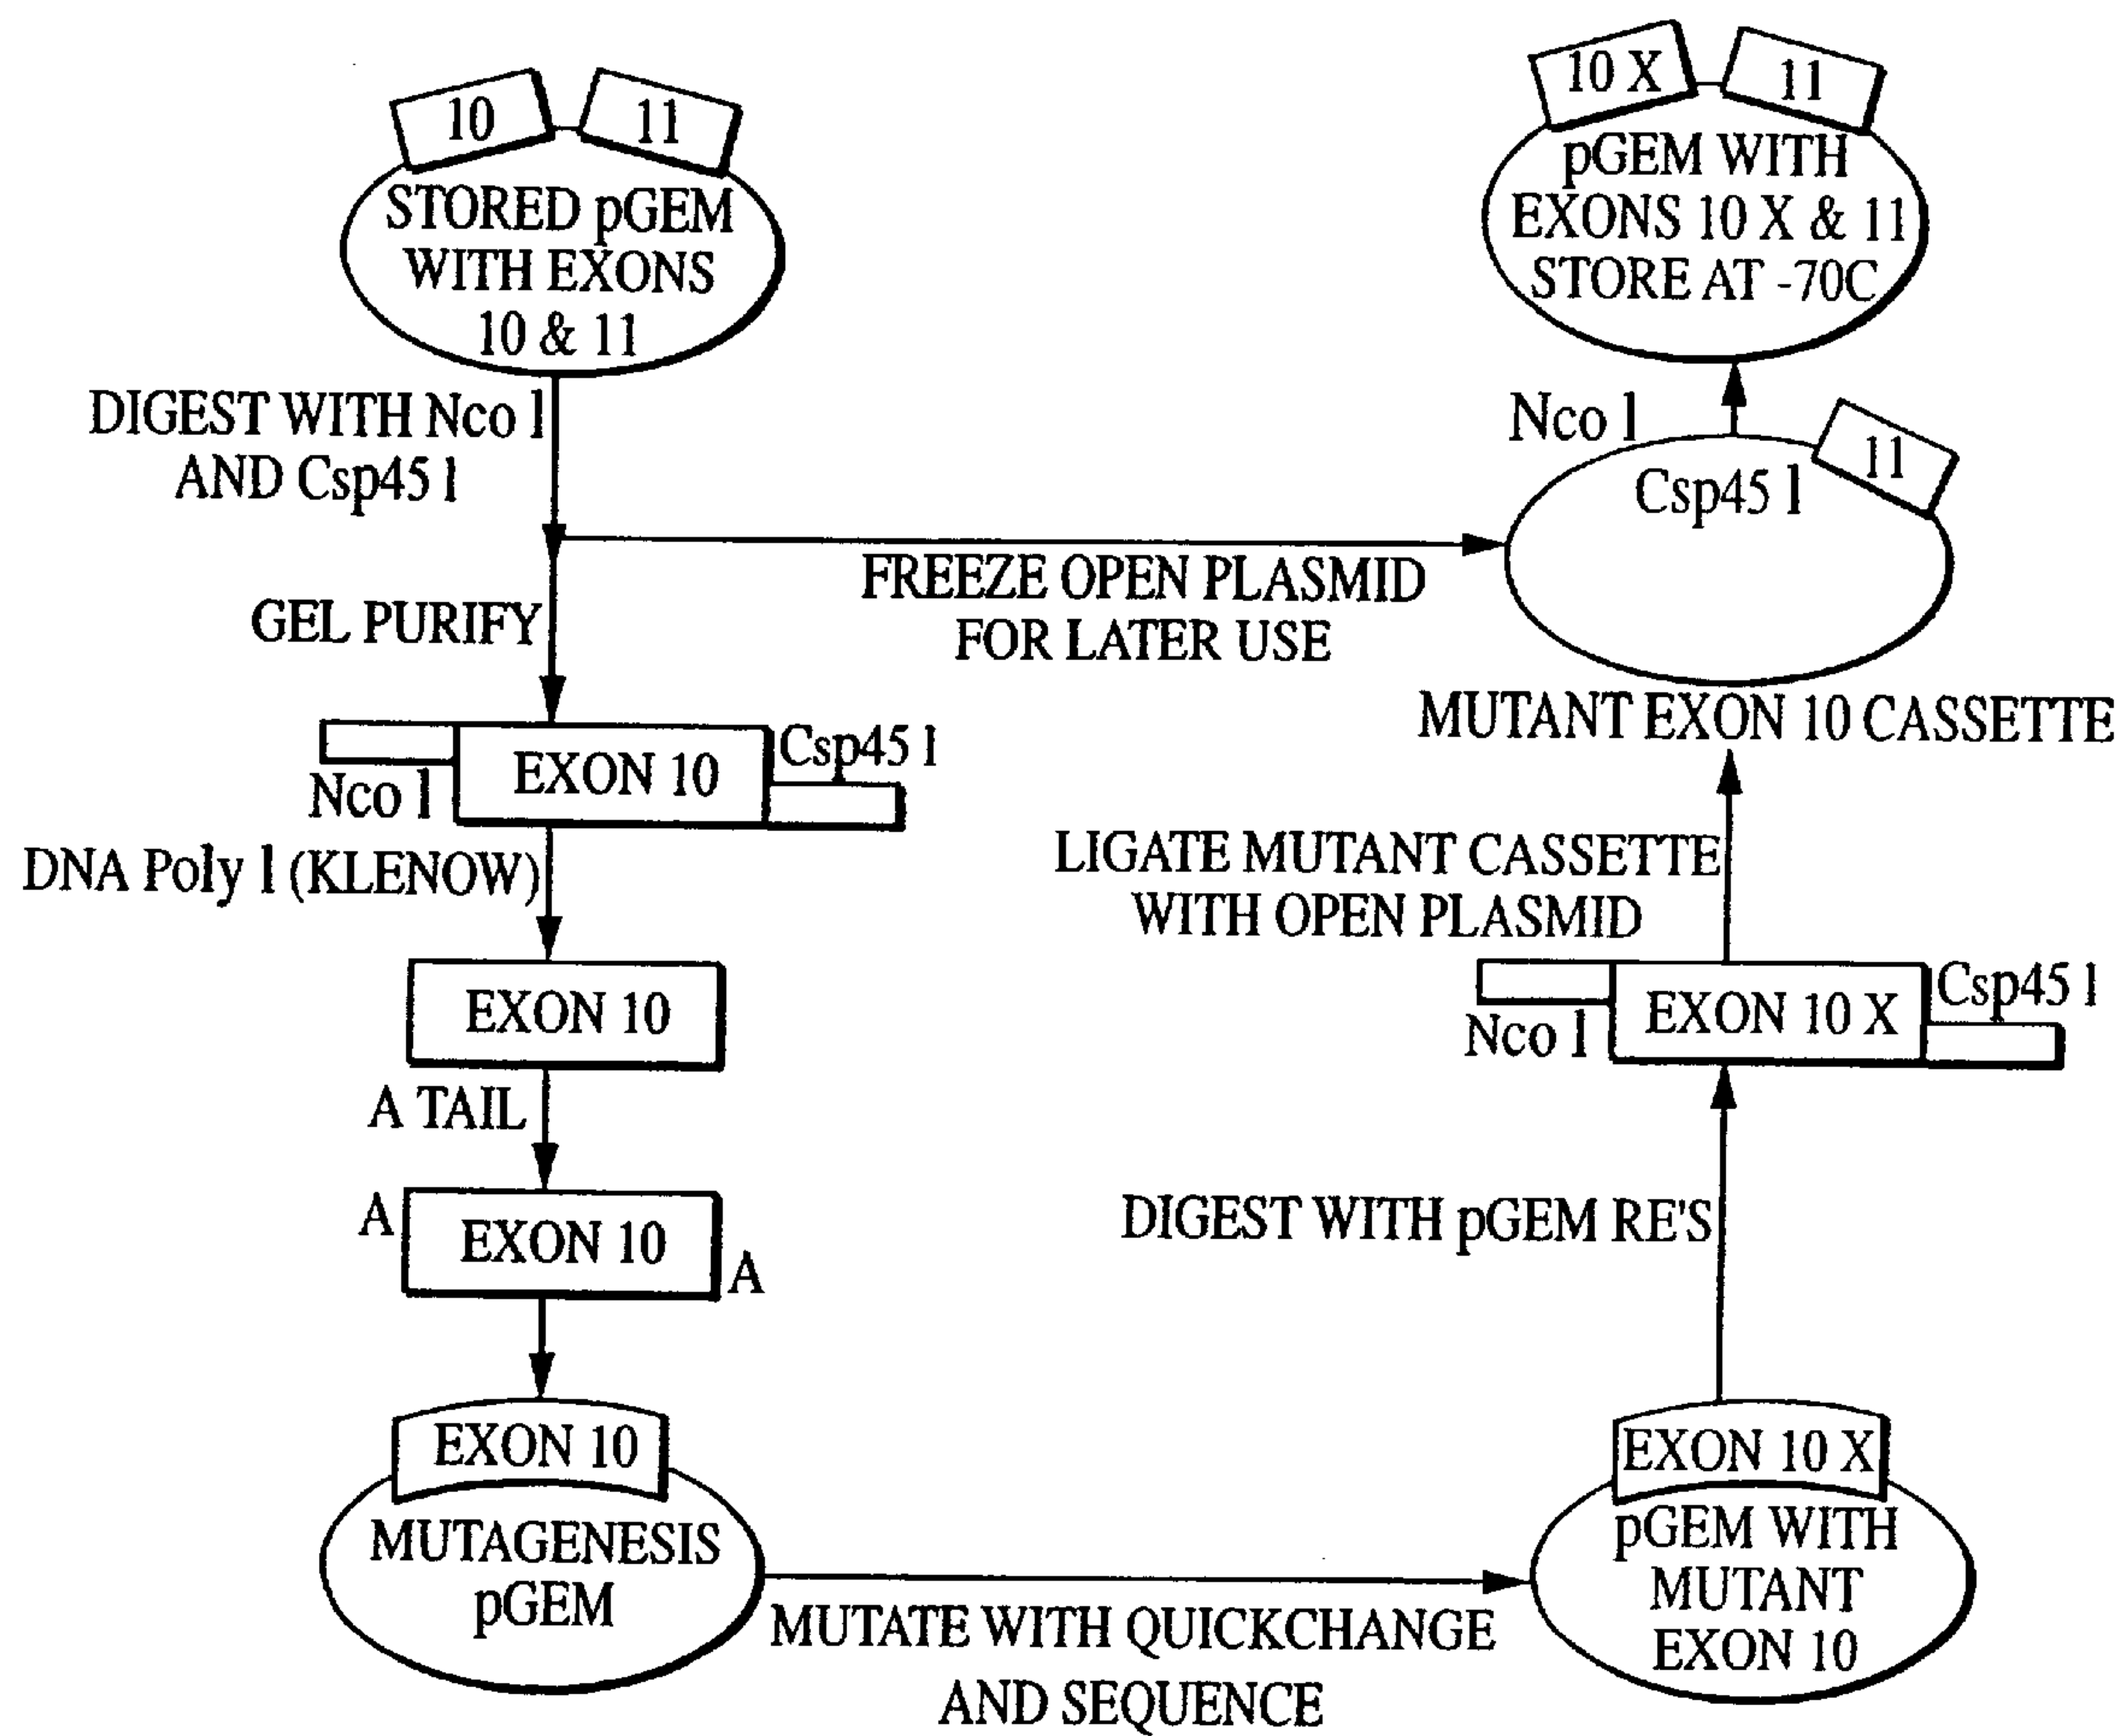 10
11
STORED pGEM
WITH EXONS
10 & 11
DIGEST WITH Nco l
AND Csp45 l
GEL PURIFY
FREEZE OPEN PLASMID
FOR LATER USE
EXON 10
Nco l
Csp45 l
DNA Poly l (KLENOW)
EXON 10
A TAIL
A
EXON 10
A
EXON 10
MUTAGENESIS
pGEM
MUTATE WITH QUICKCHANGE
AND SEQUENCE
EXON 10 X
pGEM WITH
MUTANT
EXON 10
DIGEST WITH pGEM RE'S
EXON 10 X
Nco l
Csp45 l
LIGATE MUTANT CASSETTE
WITH OPEN PLASMID
MUTANT EXON 10 CASSETTE
Nco l
Csp45 l
11
10 X
11
pGEM WITH
EXONS 10 X & 11
STORE AT -70C